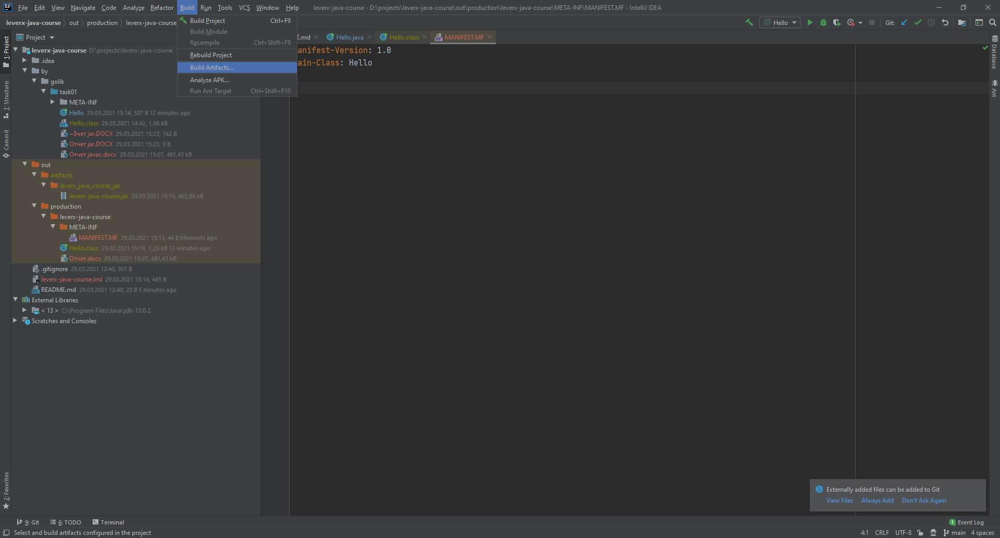 File Edit View Navigate Code Analyze Refactor Build Run Tools VCS Window Help leverx-java-course - D:\projects\leverx-java-course\out\production\leverx-java-course\META-INF\MANIFEST.MF - IntelliJ IDEA
leverx-java-course out production leverx-java-course
Hello Git:
Build Project Ctrl+F9
Build Module
Recompile Ctrl+Shift+F9
Rebuild Project
Build Artifacts...
Analyze APK...
Run Ant Target Ctrl+Shift+F10
E.md Hello.java Hello.class MANIFEST.MF
anifest-Version: 1.0
ain-Class: Hello
Project
leverx-java-course D:\projects\leverx-java-course
.idea
by
golik
task01
META-INF
Hello 29.03.2021 15:14, 507 B 12 minutes ago
Hello.class 29.03.2021 14:42, 1,08 kB
~$чет jar.DOCX 29.03.2021 15:23, 162 B
Отчет jar.DOCX 29.03.2021 15:23, 0 B
Отчет javac.docx 29.03.2021 15:07, 481,43 kB
out
artifacts
leverx_java_course_jar
leverx-java-course.jar 29.03.2021 15:16, 402,88 kB
production
leverx-java-course
META-INF
MANIFEST.MF 29.03.2021 15:15, 44 B Moments ago
Hello.class 29.03.2021 15:16, 1,26 kB 12 minutes ago
Отчет.docx 29.03.2021 15:07, 481,43 kB
.gitignore 29.03.2021 12:40, 301 B
leverx-java-course.iml 29.03.2021 15:14, 445 B
README.md 29.03.2021 12:40, 20 B 5 minutes ago
External Libraries
< 13 > C:\Program Files\Java\jdk-13.0.2
Scratches and Consoles
1: Project
7: Structure
Commit
2: Favorites
Database
Ant
Externally added files can be added to Git
View Files Always Add Don't Ask Again
9: Git 6: TODO Terminal
1 Event Log
Select and build artifacts configured in the project
4:1 CRLF UTF-8 main 4 spaces